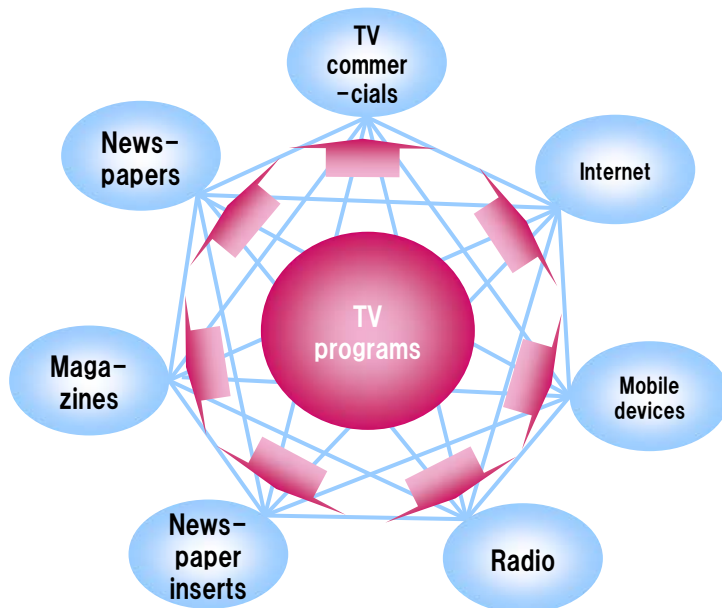 TV
commer
-cials
News-
papers
Internet
TV
programs
Maga-
zines
Mobile
devices
News-
paper
inserts
Radio